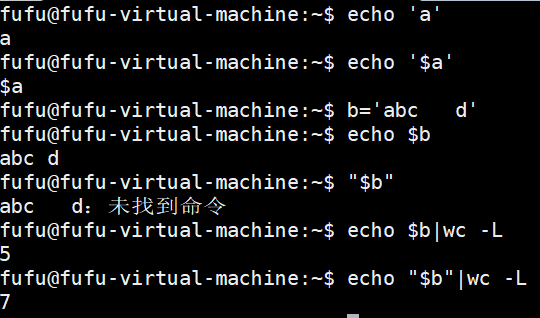 fufu@fufu-virtual-machine:~$ echo 'a'
a
fufu@fufu-virtual-machine:~$ echo '$a'
$a
fufu@fufu-virtual-machine:~$ b='abc   d'
fufu@fufu-virtual-machine:~$ echo $b
abc d
fufu@fufu-virtual-machine:~$ "$b"
abc   d：未找到命令
fufu@fufu-virtual-machine:~$ echo $b|wc -L
5
fufu@fufu-virtual-machine:~$ echo "$b"|wc -L
7